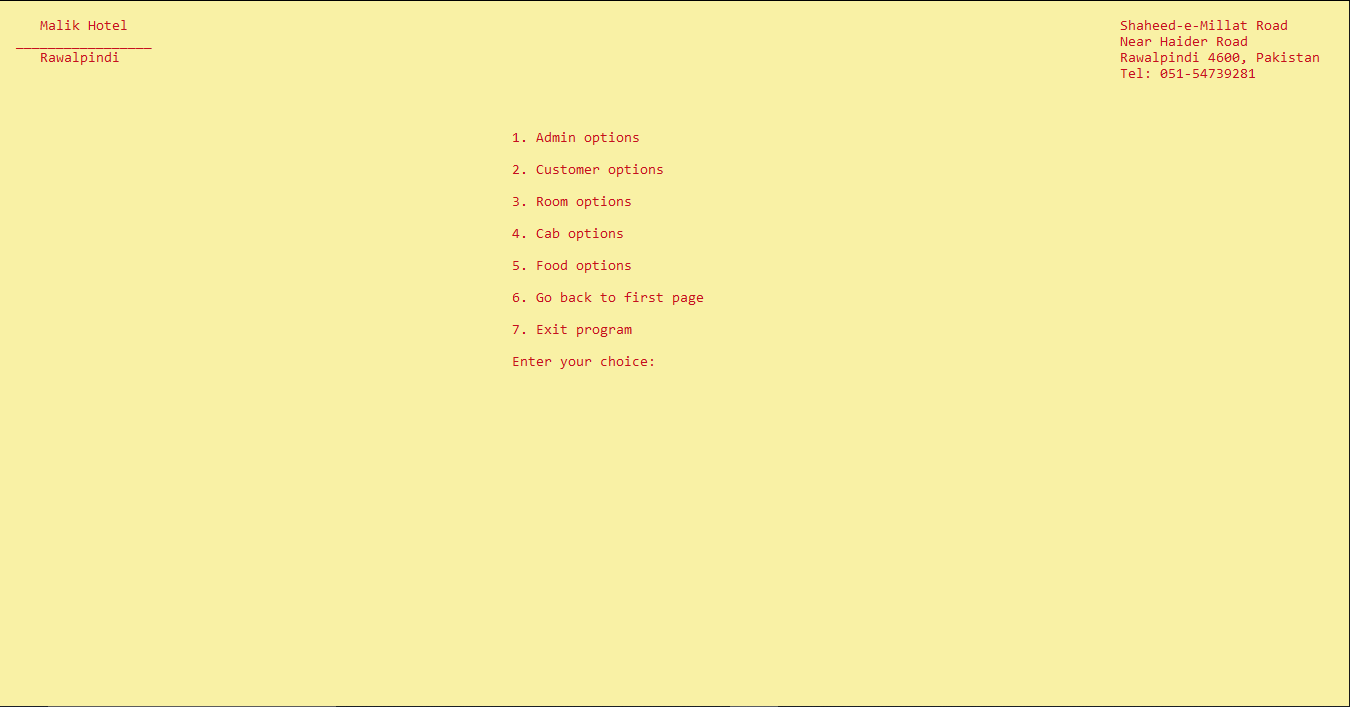 Malik Hotel
_________________
Rawalpindi
Shaheed-e-Millat Road
Near Haider Road
Rawalpindi 4600, Pakistan
Tel: 051-54739281
1. Admin options
2. Customer options
3. Room options
4. Cab options
5. Food options
6. Go back to first page
7. Exit program
Enter your choice: